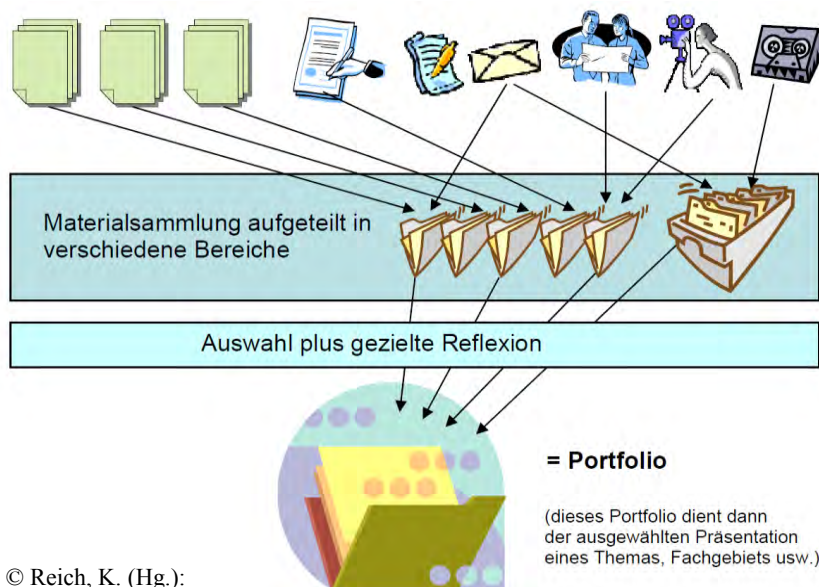 Materialsammlung aufgeteilt in
verschiedene Bereiche
Auswahl plus gezielte Reflexion
= Portfolio
(dieses Portfolio dient dann
der ausgewählten Präsentation
eines Themas, Fachgebiets usw.)
© Reich, K. (Hg.):